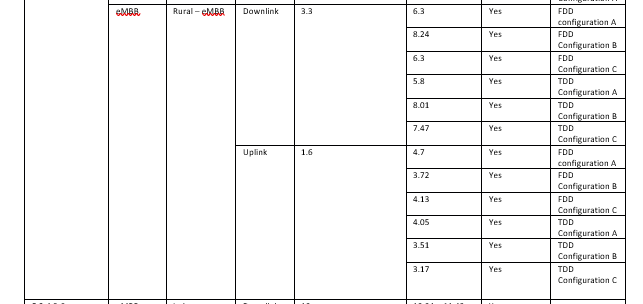 eMBB Rural – eMBB Downlink 3.3 6.3 Yes FDD
configuration A
8.24 Yes FDD
Configuration B
6.3 Yes FDD
Configuration C
5.8 Yes TDD
Configuration A
8.01 Yes TDD
Configuration B
7.47 Yes TDD
Configuration C
Uplink 1.6 4.7 Yes FDD
configuration A
3.72 Yes FDD
Configuration B
4.13 Yes FDD
Configuration C
4.05 Yes TDD
Configuration A
3.51 Yes TDD
Configuration B
3.17 Yes TDD
Configuration C